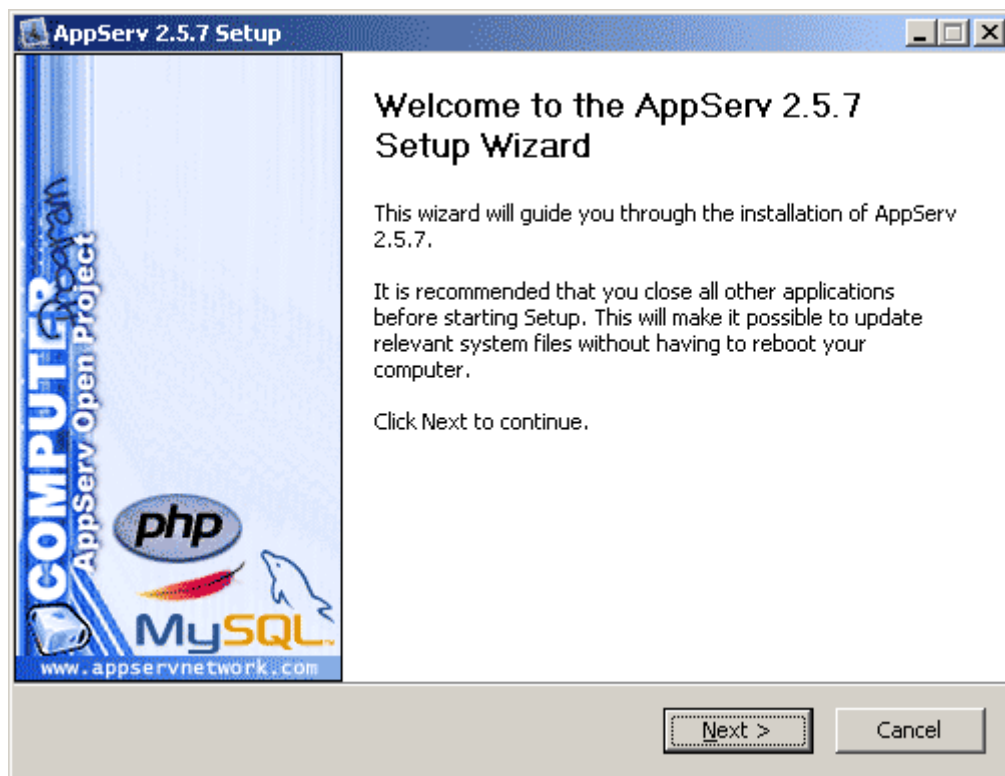 AppServ 2.5.7 Setup
Welcome to the AppServ 2.5.7
Setup Wizard
This wizard will guide you through the installation of AppServ
2.5.7.
It is recommended that you close all other applications
before starting Setup. This will make it possible to update
relevant system files without having to reboot your
computer.
Click Next to continue.
COMPUTER
Program
AppServ Open Project
php
MySQL
www.appservnetwork.com
Next >
Cancel